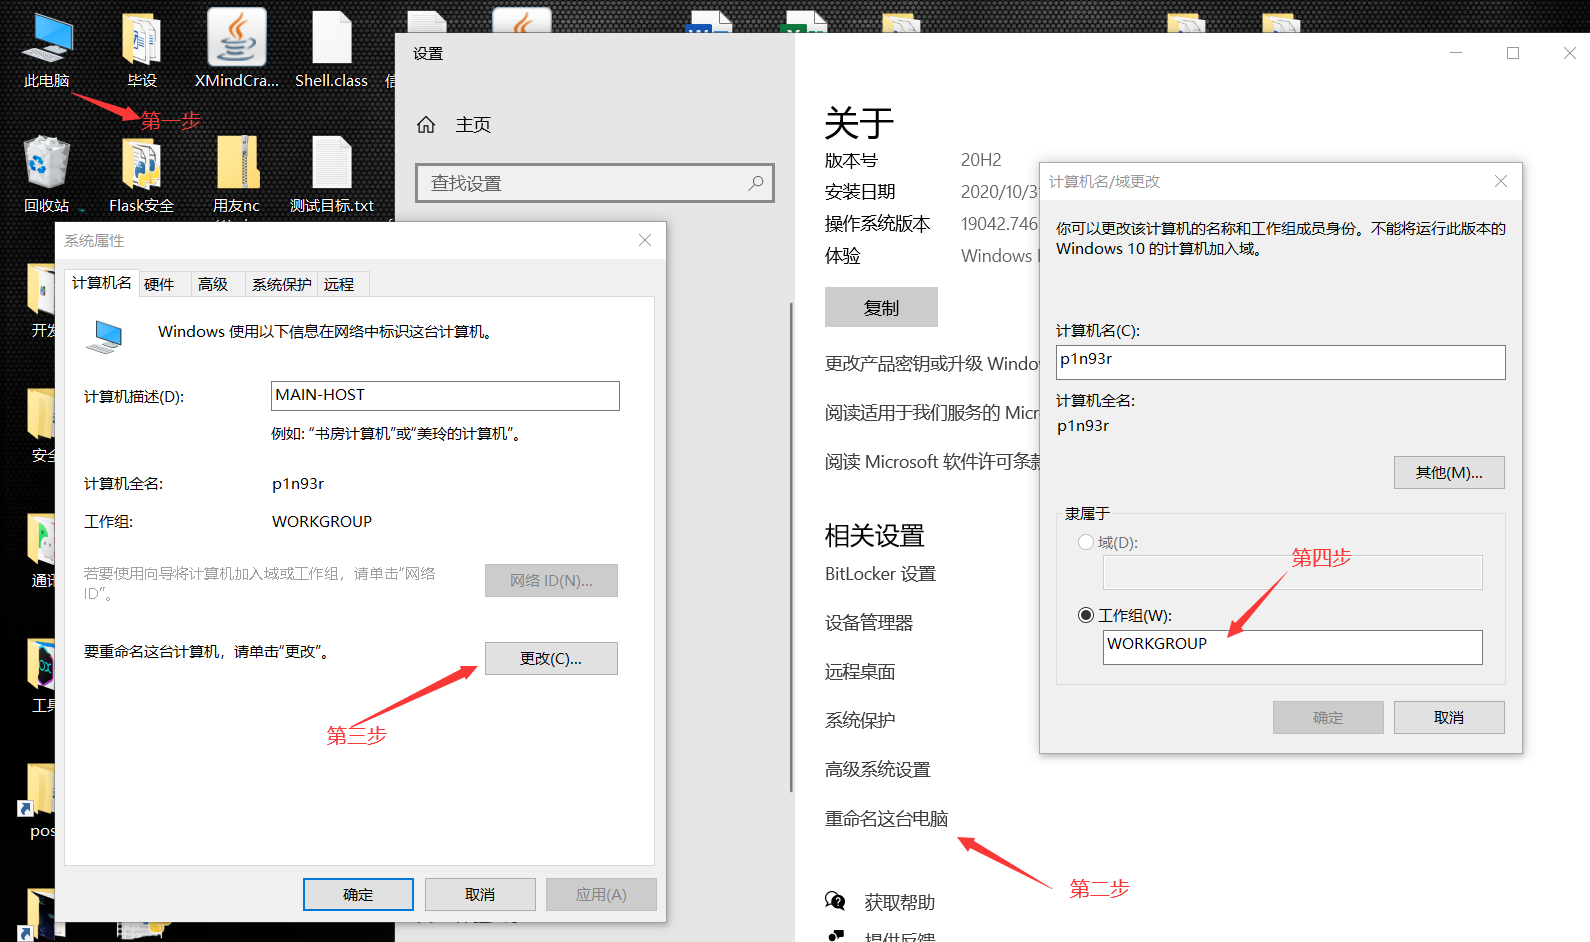 此电脑
毕设
XMindCra...
Shell.class
第一步
回收站
Flask安全
用友nc
测试目标.txt
pos
设置
主页
查找设置
关于
版本号 20H2
安装日期 2020/10/3
操作系统版本 19042.746
体验 Windows
复制
更改产品密钥或升级 Windo
阅读适用于我们服务的 Micr
阅读 Microsoft 软件许可条款
相关设置
BitLocker 设置
设备管理器
远程桌面
系统保护
高级系统设置
重命名这台电脑
第二步
获取帮助
提供反馈
系统属性
计算机名 硬件 高级 系统保护 远程
Windows 使用以下信息在网络中标识这台计算机。
计算机描述(D): MAIN-HOST
例如: “书房计算机”或“美玲的计算机”。
计算机全名: p1n93r
工作组: WORKGROUP
若要使用向导将计算机加入域或工作组，请单击“网络
ID”。
网络 ID(N)...
要重命名这台计算机，请单击“更改”。
更改(C)...
第三步
确定 取消 应用(A)
计算机名/域更改
你可以更改该计算机的名称和工作组成员身份。不能将运行此版本的
Windows 10 的计算机加入域。
计算机名(C):
p1n93r
计算机全名:
p1n93r
其他(M)...
隶属于
域(D):
第四步
工作组(W):
WORKGROUP
确定 取消